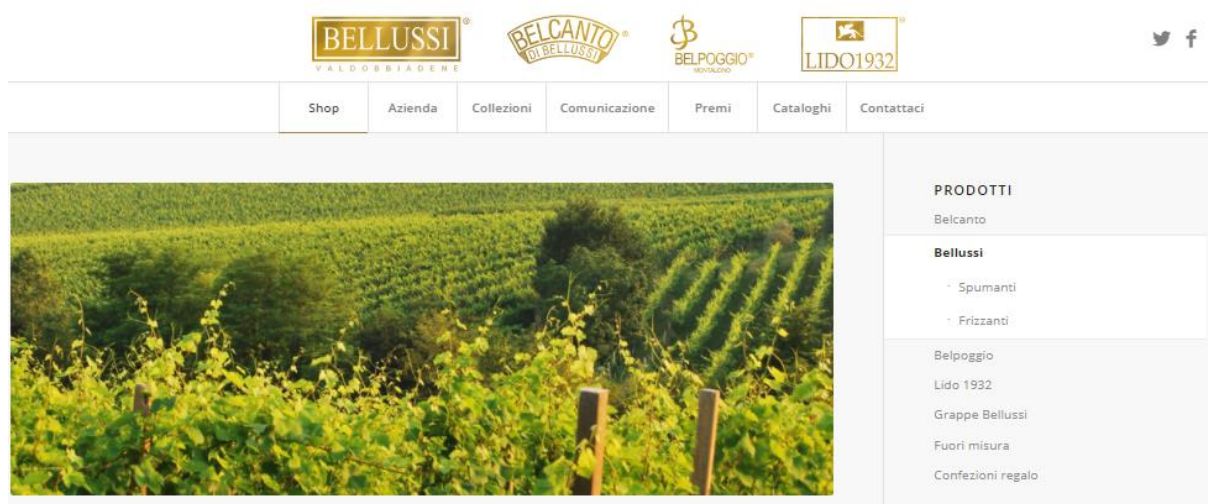 BELLUSSI
VALDOBBIADENE
BELCANTO
DI BELLUSSI
BELPOGGIO
MONTALCINO
LIDO1932
Shop
Azienda
Collezioni
Comunicazione
Premi
Cataloghi
Contattaci
PRODOTTI
Belcanto
Bellussi
Spumanti
Frizzanti
Belpoggio
Lido 1932
Grappe Bellussi
Fuori misura
Confezioni regalo